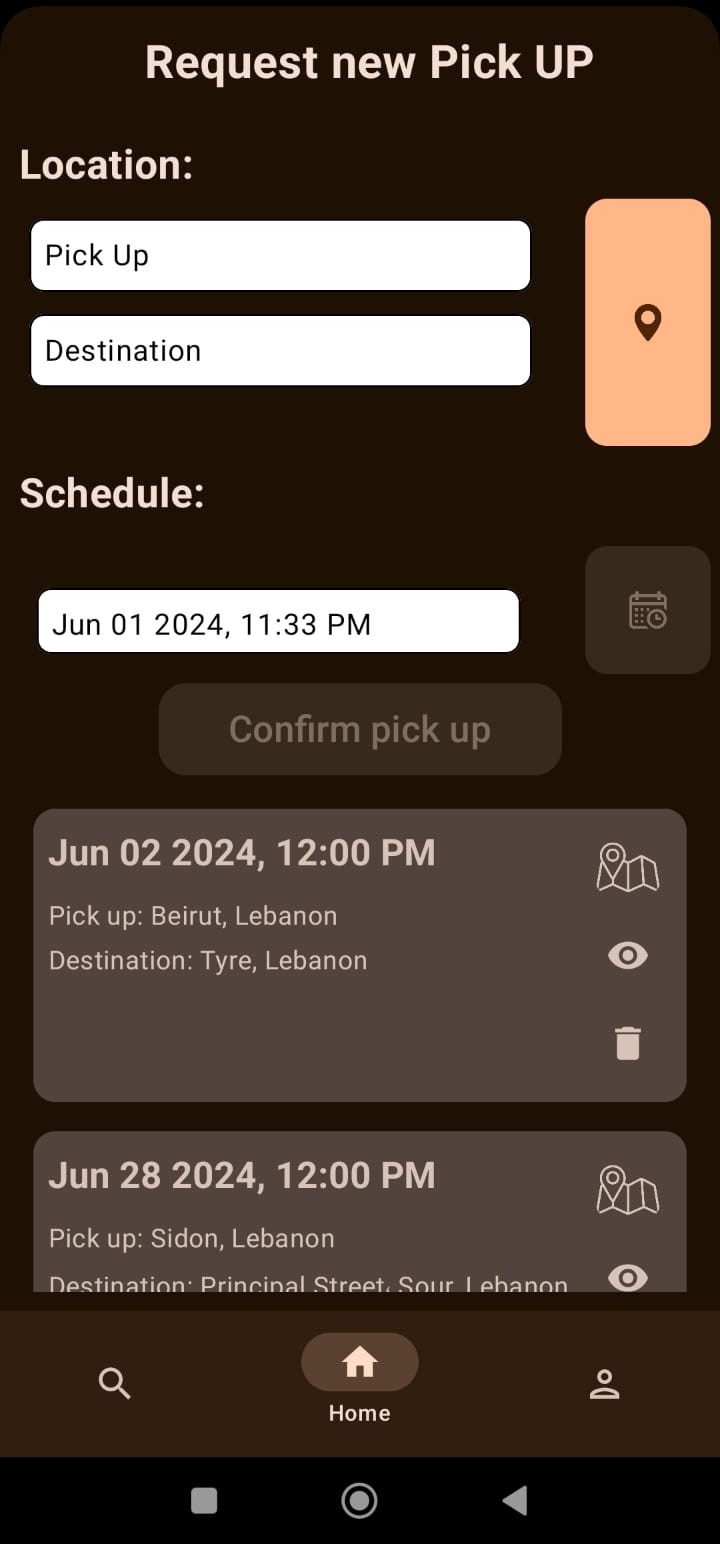 Request new Pick UP
Location:
Pick Up
Destination
Schedule:
Jun 01 2024, 11:33 PM
Confirm pick up
Jun 02 2024, 12:00 PM
Pick up: Beirut, Lebanon
Destination: Tyre, Lebanon
Jun 28 2024, 12:00 PM
Pick up: Sidon, Lebanon
Destination: Principal Street, Sour, Lebanon
Home